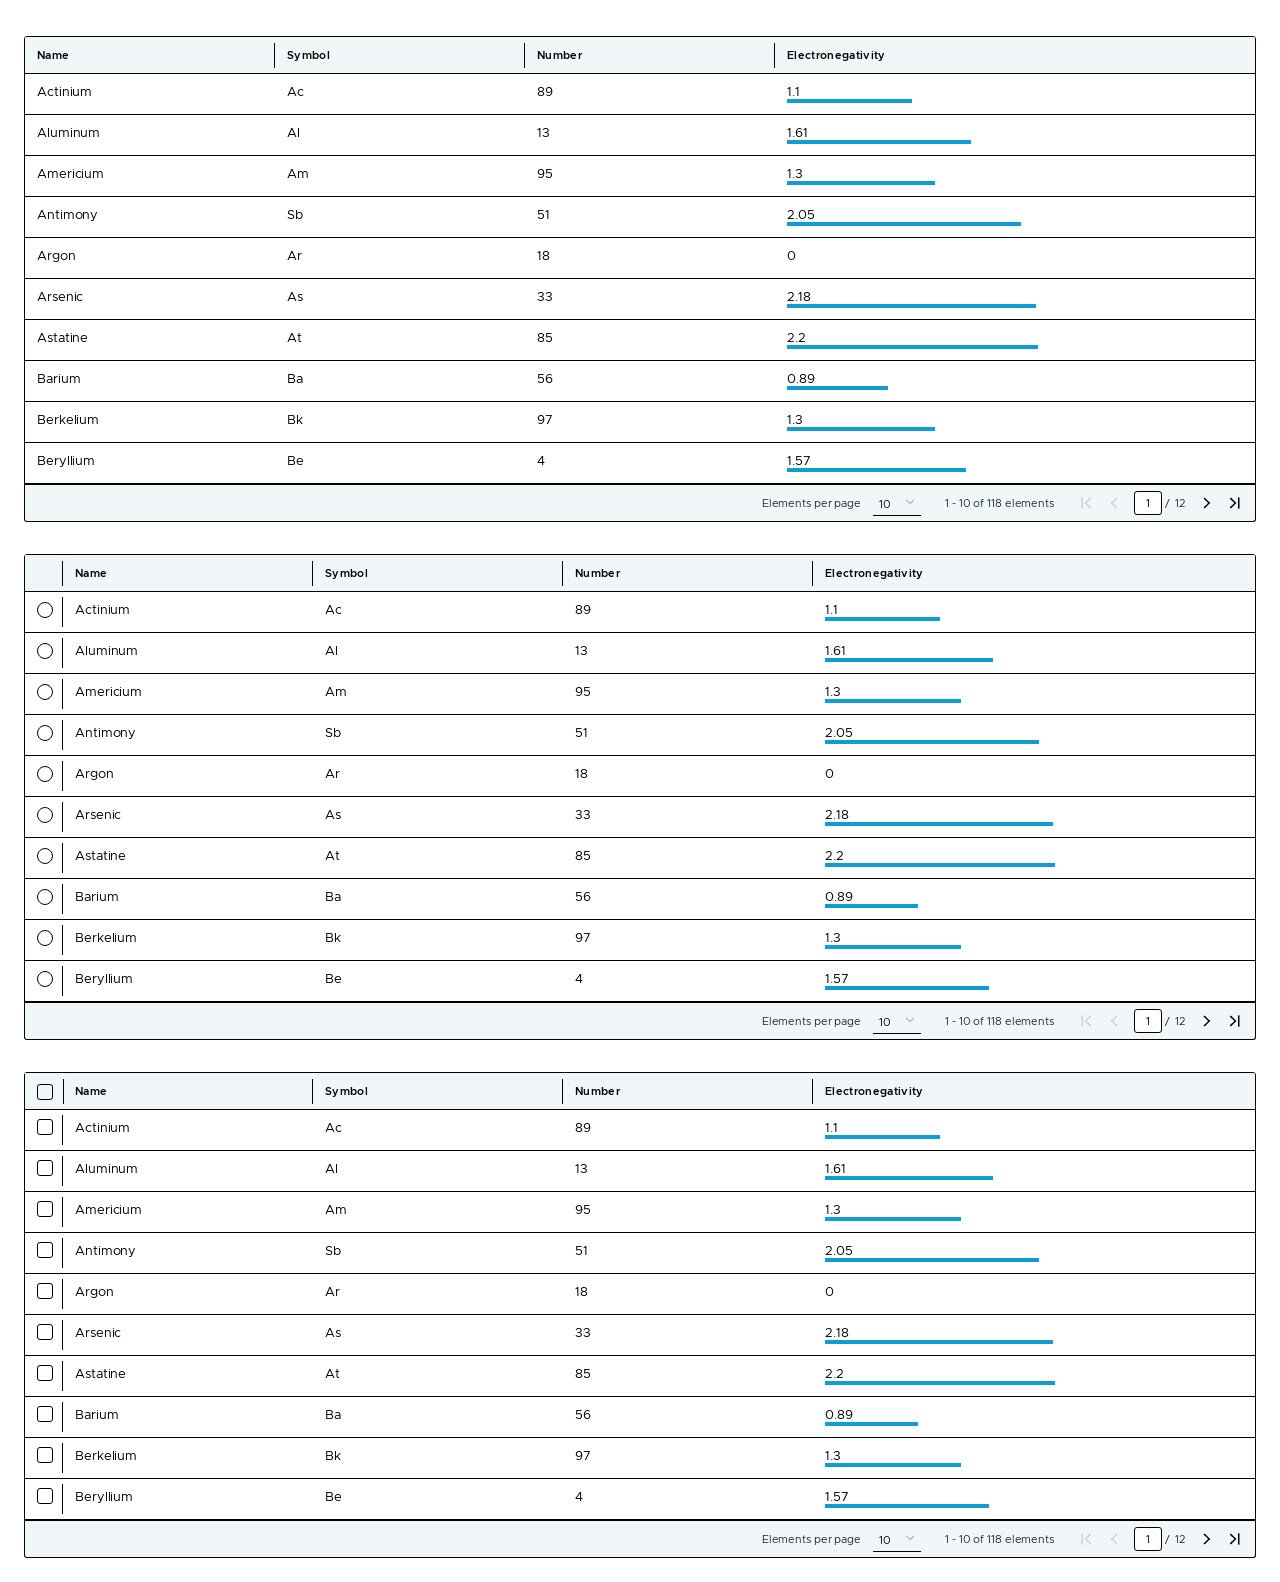 Name Symbol Number Electronegativity
Actinium Ac 89 1.1
Aluminum Al 13 1.61
Americium Am 95 1.3
Antimony Sb 51 2.05
Argon Ar 18 0
Arsenic As 33 2.18
Astatine At 85 2.2
Barium Ba 56 0.89
Berkelium Bk 97 1.3
Beryllium Be 4 1.57
Elements per page 10 1 - 10 of 118 elements 1 / 12
Name Symbol Number Electronegativity
Actinium Ac 89 1.1
Aluminum Al 13 1.61
Americium Am 95 1.3
Antimony Sb 51 2.05
Argon Ar 18 0
Arsenic As 33 2.18
Astatine At 85 2.2
Barium Ba 56 0.89
Berkelium Bk 97 1.3
Beryllium Be 4 1.57
Elements per page 10 1 - 10 of 118 elements 1 / 12
Name Symbol Number Electronegativity
Actinium Ac 89 1.1
Aluminum Al 13 1.61
Americium Am 95 1.3
Antimony Sb 51 2.05
Argon Ar 18 0
Arsenic As 33 2.18
Astatine At 85 2.2
Barium Ba 56 0.89
Berkelium Bk 97 1.3
Beryllium Be 4 1.57
Elements per page 10 1 - 10 of 118 elements 1 / 12